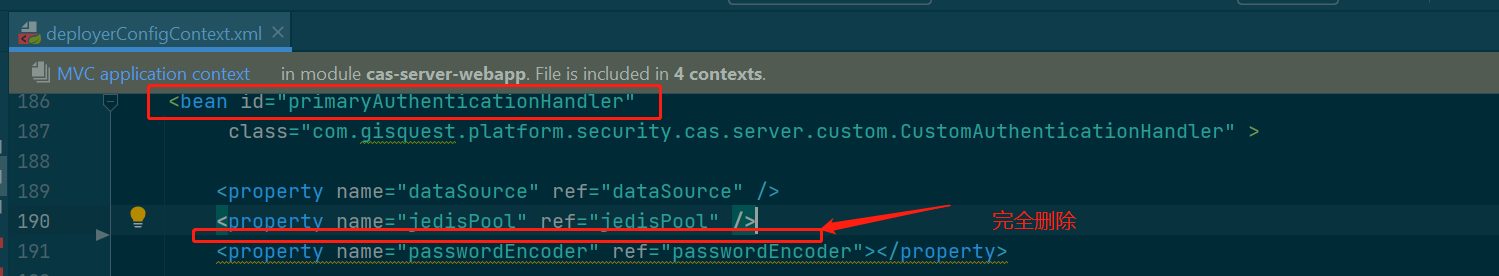 deployerConfigContext.xml
MVC application context in module cas-server-webapp. File is included in 4 contexts.
186 <bean id="primaryAuthenticationHandler"
187 class="com.gisquest.platform.security.cas.server.custom.CustomAuthenticationHandler" >
188
189 <property name="dataSource" ref="dataSource" />
190 <property name="jedisPool" ref="jedisPool" />
完全删除
191 <property name="passwordEncoder" ref="passwordEncoder"></property>